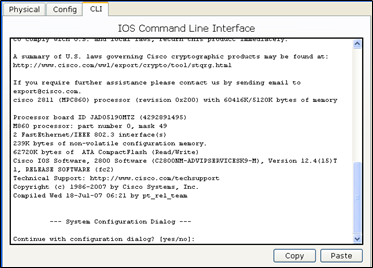 Physical Config CLI
IOS Command Line Interface
to comply with U.S. and local laws, return this product immediately.
A summary of U.S. laws governing Cisco cryptographic products may be found at:
http://www.cisco.com/wwl/export/crypto/tool/stqrg.html
If you require further assistance please contact us by sending email to
export@cisco.com.
cisco 2811 (MPC860) processor (revision 0x200) with 60416K/5120K bytes of memory
Processor board ID JAD05190MTZ (4292891495)
M860 processor: part number 0, mask 49
2 FastEthernet/IEEE 802.3 interface(s)
239K bytes of non-volatile configuration memory.
62720K bytes of ATA CompactFlash (Read/Write)
Cisco IOS Software, 2800 Software (C2800NM-ADVIPSERVICESK9-M), Version 12.4(15)T
1, RELEASE SOFTWARE (fc2)
Technical Support: http://www.cisco.com/techsupport
Copyright (c) 1986-2007 by Cisco Systems, Inc.
Compiled Wed 18-Jul-07 06:21 by pt_rel_team
--- System Configuration Dialog ---
Continue with configuration dialog? [yes/no]:
Copy Paste